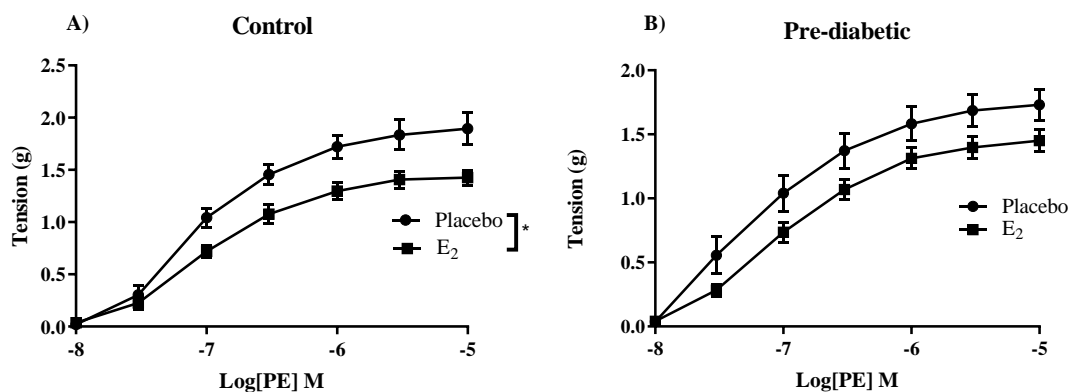 A)
Control
Tension (g)
2.5
2.0
1.5
1.0
0.5
0.0
-8
-7
-6
-5
Log[PE] M
Placebo
E₂
*
B)
Pre-diabetic
Tension (g)
2.0
1.5
1.0
0.5
0.0
-8
-7
-6
-5
Log[PE] M
Placebo
E₂